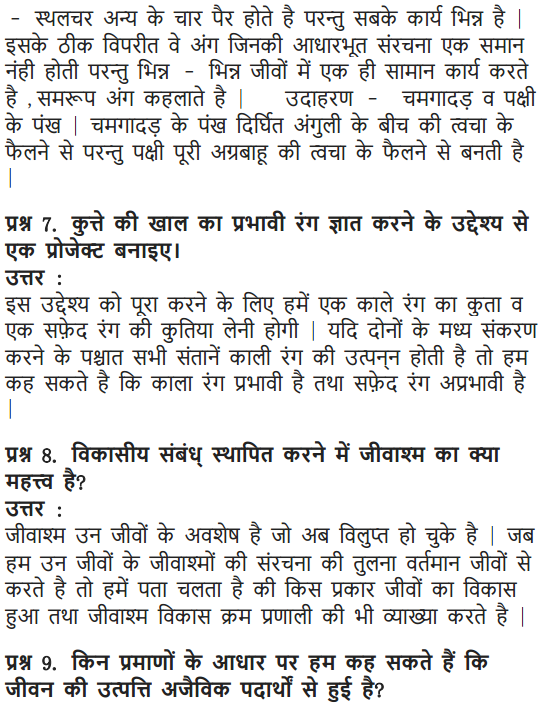 - स्थलचर अन्य के चार पैर होते है परन्तु सबके कार्य भिन्न है |
इसके ठीक विपरीत वे अंग जिनकी आधारभूत संरचना एक समान
नंही होती परन्तु भिन्न - भिन्न जीवों में एक ही सामान कार्य करते
है ,समरूप अंग कहलाते है | उदाहरण - चमगादड़ व पक्षी
के पंख | चमगादड़ के पंख दिर्घित अंगुली के बीच की त्वचा के
फैलने से परन्तु पक्षी पूरी अग्रबाहू की त्वचा के फैलने से बनती है
|
प्रश्न 7. कुत्ते की खाल का प्रभावी रंग ज्ञात करने के उद्देश्य से
एक प्रोजेक्ट बनाइए।
उत्तर :
इस उद्देश्य को पूरा करने के लिए हमें एक काले रंग का कुता व
एक सफ़ेद रंग की कुतिया लेनी होगी | यदि दोनों के मध्य संकरण
करने के पश्चात सभी संतानें काली रंग की उत्पन्न होती है तो हम
कह सकते है कि काला रंग प्रभावी है तथा सफ़ेद रंग अप्रभावी है
|
प्रश्न 8. विकासीय संबंध् स्थापित करने में जीवाश्म का क्या
महत्त्व है?
उत्तर :
जीवाश्म उन जीवों के अवशेष है जो अब विलुप्त हो चुके है | जब
हम उन जीवों के जीवाश्मों की संरचना की तुलना वर्तमान जीवों से
करते है तो हमें पता चलता है की किस प्रकार जीवों का विकास
हुआ तथा जीवाश्म विकास क्रम प्रणाली की भी व्याख्या करते है |
प्रश्न 9. किन प्रमाणों के आधार पर हम कह सकते हैं कि
जीवन की उत्पत्ति अजैविक पदार्थों से हुई है?